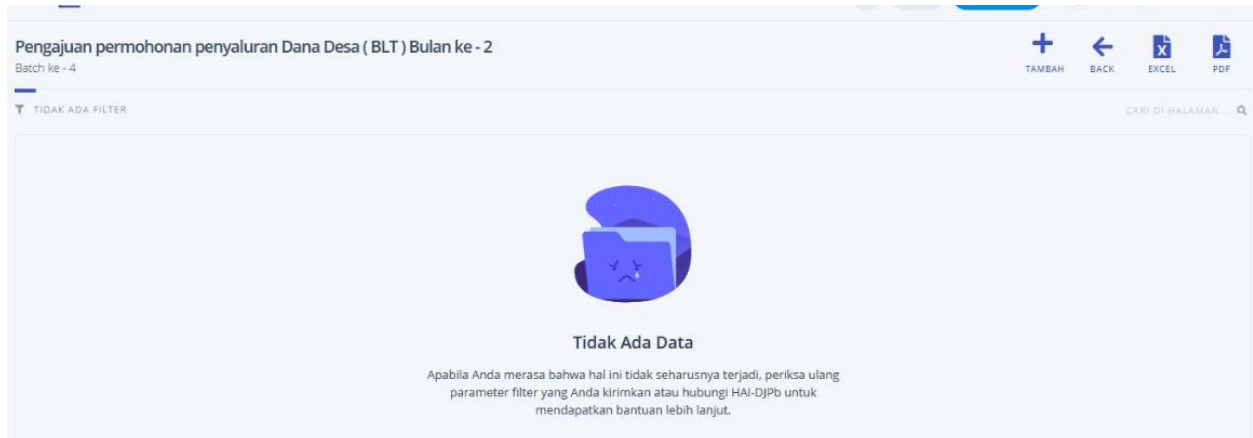 Pengajuan permohonan penyaluran Dana Desa ( BLT ) Bulan ke - 2
Batch ke - 4
TAMBAH
BACK
EXCEL
PDF
TIDAK ADA FILTER
CARI DI HALAMAN...
Tidak Ada Data
Apabila Anda merasa bahwa hal ini tidak seharusnya terjadi, periksa ulang
parameter filter yang Anda kirimkan atau hubungi HAI-DJPb untuk
mendapatkan bantuan lebih lanjut.